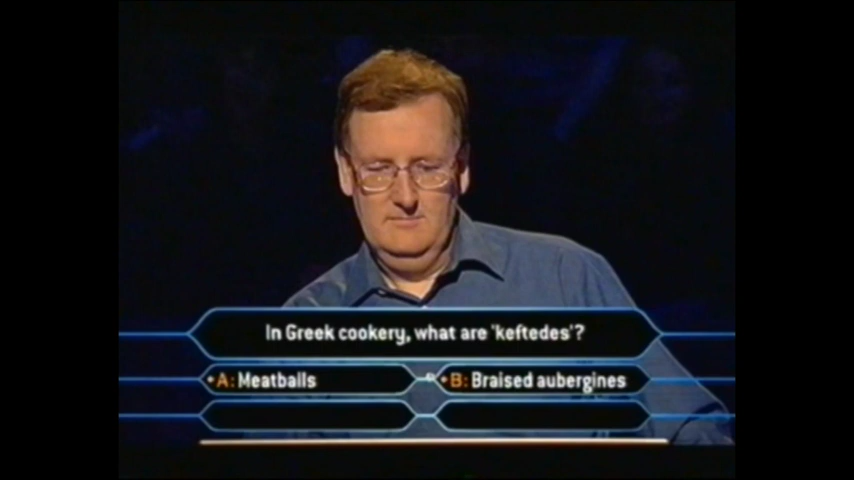 In Greek cookery, what are 'keftedes'?
A: Meatballs
B: Braised aubergines